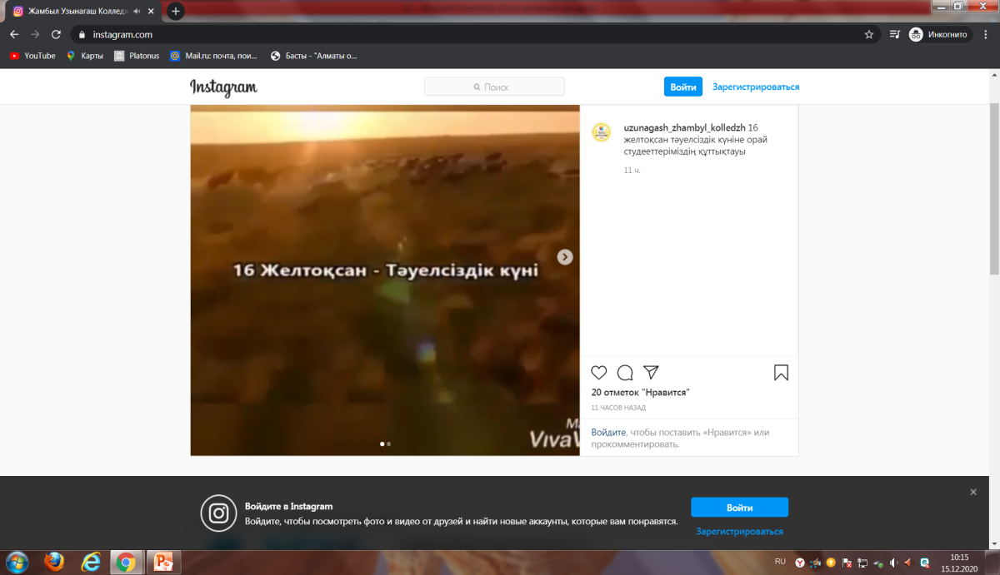 Жамбыл Узынағаш Коллед
instagram.com
Инкогнито
YouTube
Карты
Platonus
Mail.ru: почта, пои...
Басты - "Алматы о...
Instagram
Поиск
Войти
Зарегистрироваться
16 Желтоқсан - Тәуелсіздік күні
VivaV
uzunagash_zhambyl_kolledzh 16
желтоқсан тәуелсіздік күніне орай
студееттеріміздің құттықтауы
11 ч.
20 отметок "Нравится"
11 ЧАСОВ НАЗАД
Войдите, чтобы поставить «Нравится» или
прокомментировать.
Войдите в Instagram
Войдите, чтобы посмотреть фото и видео от друзей и найти новые аккаунты, которые вам понравятся.
Войти
Зарегистрироваться
RU
10:15
15.12.2020